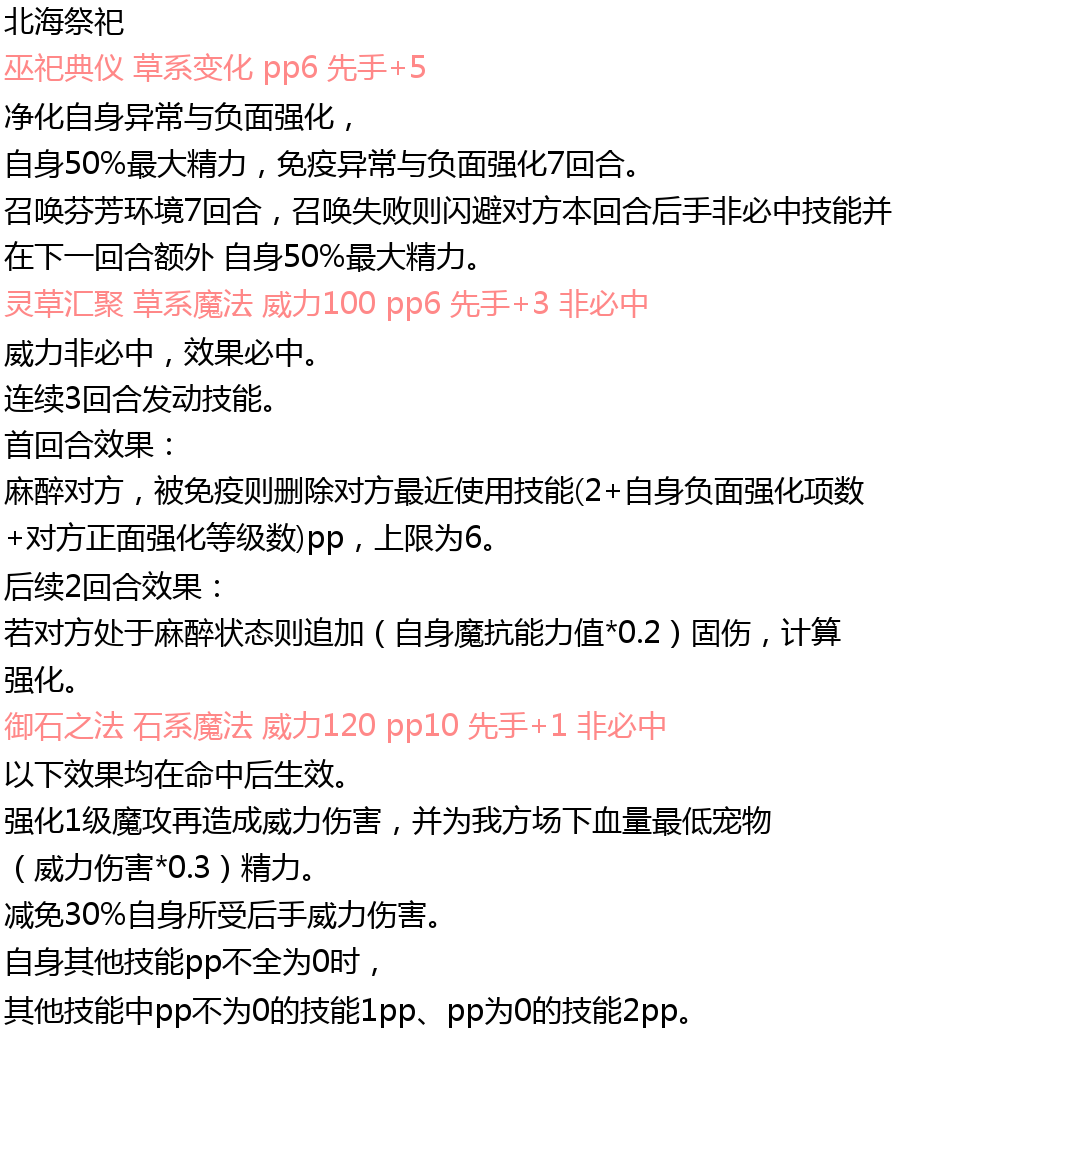 北海祭祀
巫祀典仪 草系变化 pp6 先手+5
净化自身异常与负面强化，
自身50%最大精力，免疫异常与负面强化7回合。
召唤芬芳环境7回合，召唤失败则闪避对方本回合后手非必中技能并
在下一回合额外 自身50%最大精力。
灵草汇聚 草系魔法 威力100 pp6 先手+3 非必中
威力非必中，效果必中。
连续3回合发动技能。
首回合效果：
麻醉对方，被免疫则删除对方最近使用技能(2+自身负面强化项数
+对方正面强化等级数)pp，上限为6。
后续2回合效果：
若对方处于麻醉状态则追加（自身魔抗能力值*0.2）固伤，计算
强化。
御石之法 石系魔法 威力120 pp10 先手+1 非必中
以下效果均在命中后生效。
强化1级魔攻再造成威力伤害，并为我方场下血量最低宠物
（威力伤害*0.3）精力。
减免30%自身所受后手威力伤害。
自身其他技能pp不全为0时，
其他技能中pp不为0的技能1pp、pp为0的技能2pp。